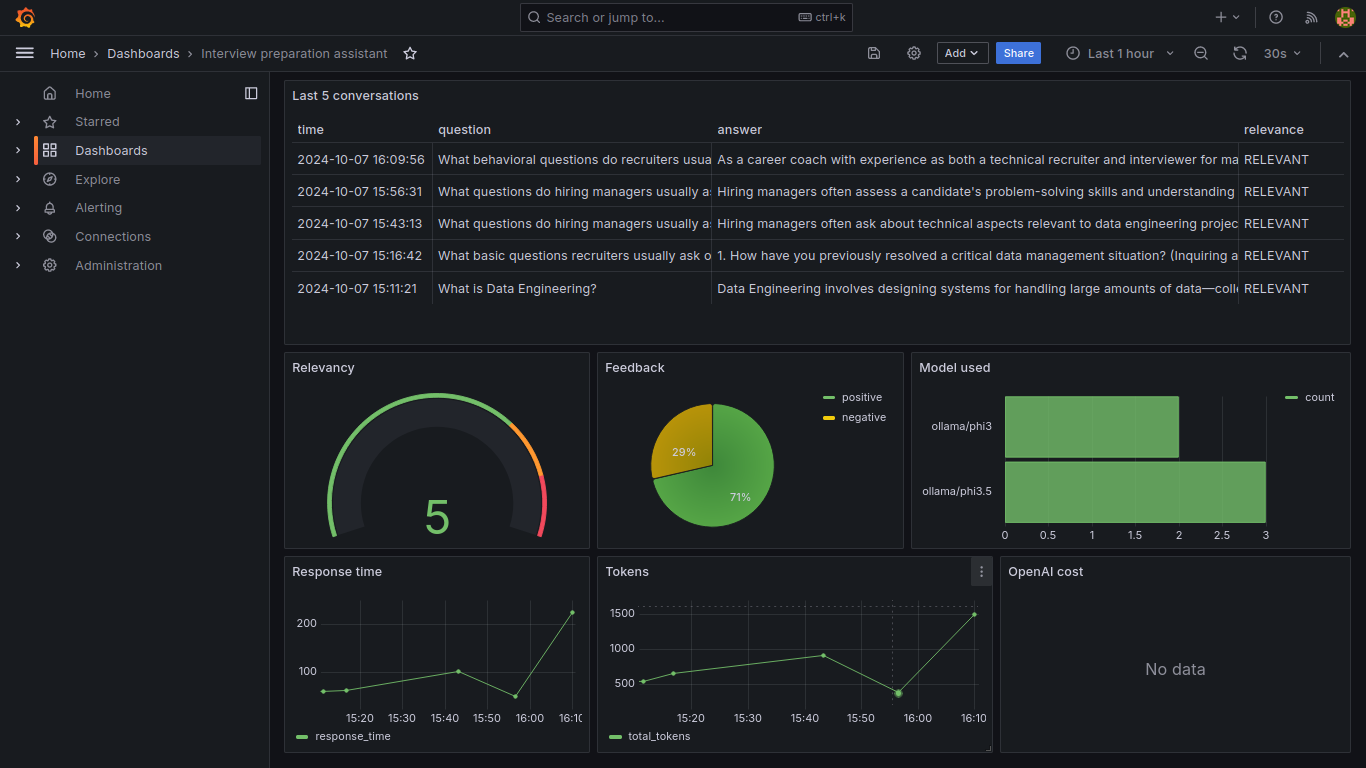 Search or jump to...
ctrl+k
Home
Dashboards
Interview preparation assistant
Add
Share
Last 1 hour
30s
Home
Starred
Dashboards
Explore
Alerting
Connections
Administration
Last 5 conversations
time question answer relevance
2024-10-07 16:09:56 What behavioral questions do recruiters usua As a career coach with experience as both a technical recruiter and interviewer for ma RELEVANT
2024-10-07 15:56:31 What questions do hiring managers usually a Hiring managers often assess a candidate's problem-solving skills and understanding RELEVANT
2024-10-07 15:43:13 What questions do hiring managers usually a Hiring managers often ask about technical aspects relevant to data engineering projec RELEVANT
2024-10-07 15:16:42 What basic questions recruiters usually ask o 1. How have you previously resolved a critical data management situation? (Inquiring a RELEVANT
2024-10-07 15:11:21 What is Data Engineering? Data Engineering involves designing systems for handling large amounts of data—coll RELEVANT
Relevancy
5
Feedback
positive
negative
29%
71%
Model used
count
ollama/phi3
ollama/phi3.5
0 0.5 1 1.5 2 2.5 3
Response time
200
100
15:20 15:30 15:40 15:50 16:00 16:10
response_time
Tokens
1500
1000
500
15:20 15:30 15:40 15:50 16:00 16:10
total_tokens
OpenAI cost
No data